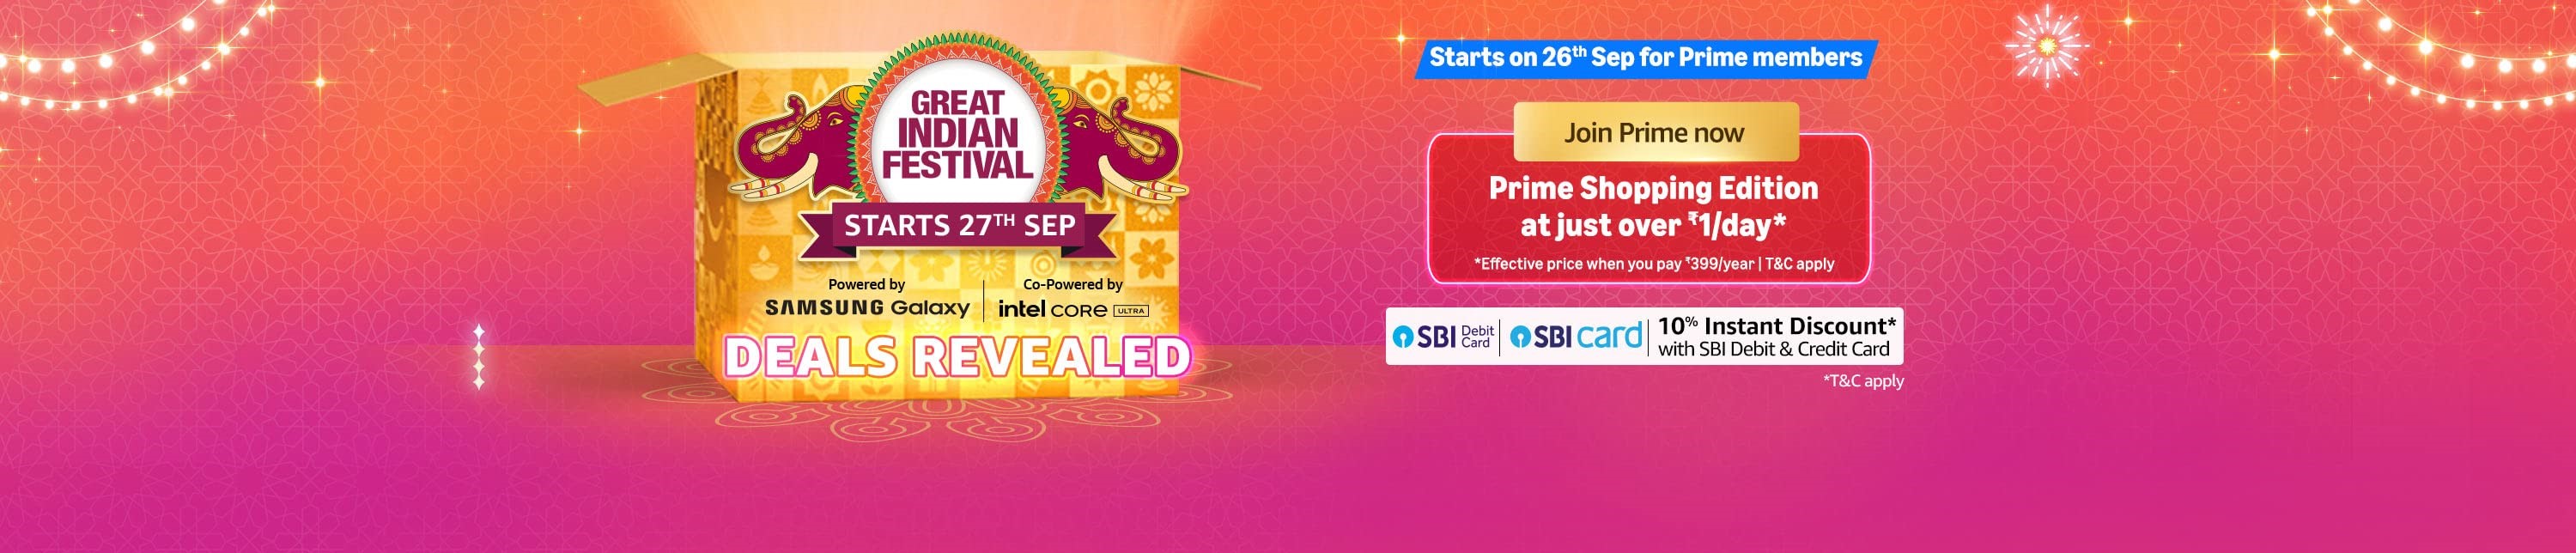 GREAT
INDIAN
FESTIVAL
STARTS 27TH SEP
Powered by
SAMSUNG Galaxy
Co-Powered by
intel CORE ULTRA
DEALS REVEALED
Starts on 26th Sep for Prime members
Join Prime now
Prime Shopping Edition
at just over ₹1/day*
*Effective price when you pay ₹399/year | T&C apply
SBI Debit
Card
SBI card
10% Instant Discount*
with SBI Debit & Credit Card
*T&C apply